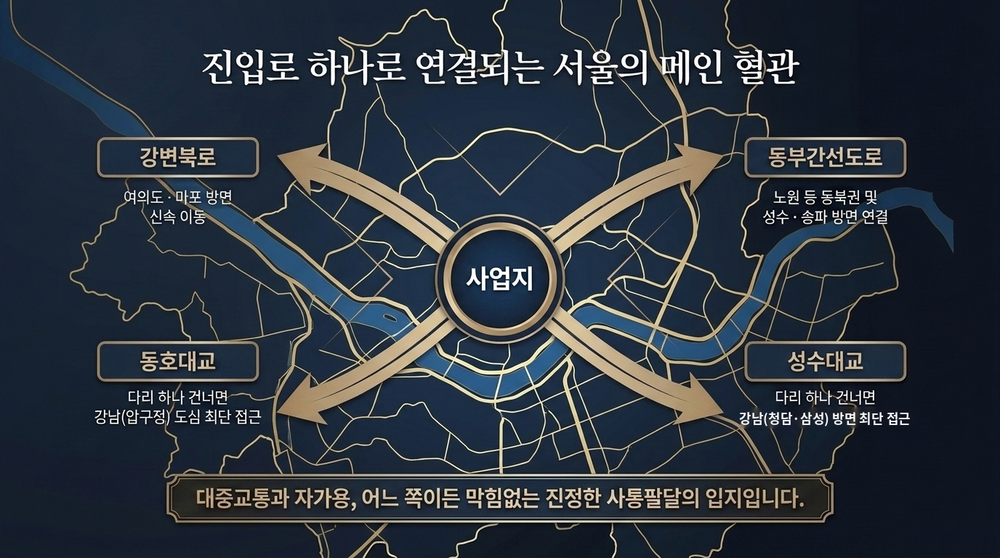 진입로 하나로 연결되는 서울의 메인 혈관
강변북로
여의도 · 마포 방면
신속 이동
동부간선도로
노원 등 동북권 및
성수 · 송파 방면 연결
사업지
동호대교
다리 하나 건너면
강남(압구정) 도심 최단 접근
성수대교
다리 하나 건너면
강남(청담·삼성) 방면 최단 접근
대중교통과 자가용, 어느 쪽이든 막힘없는 진정한 사통팔달의 입지입니다.